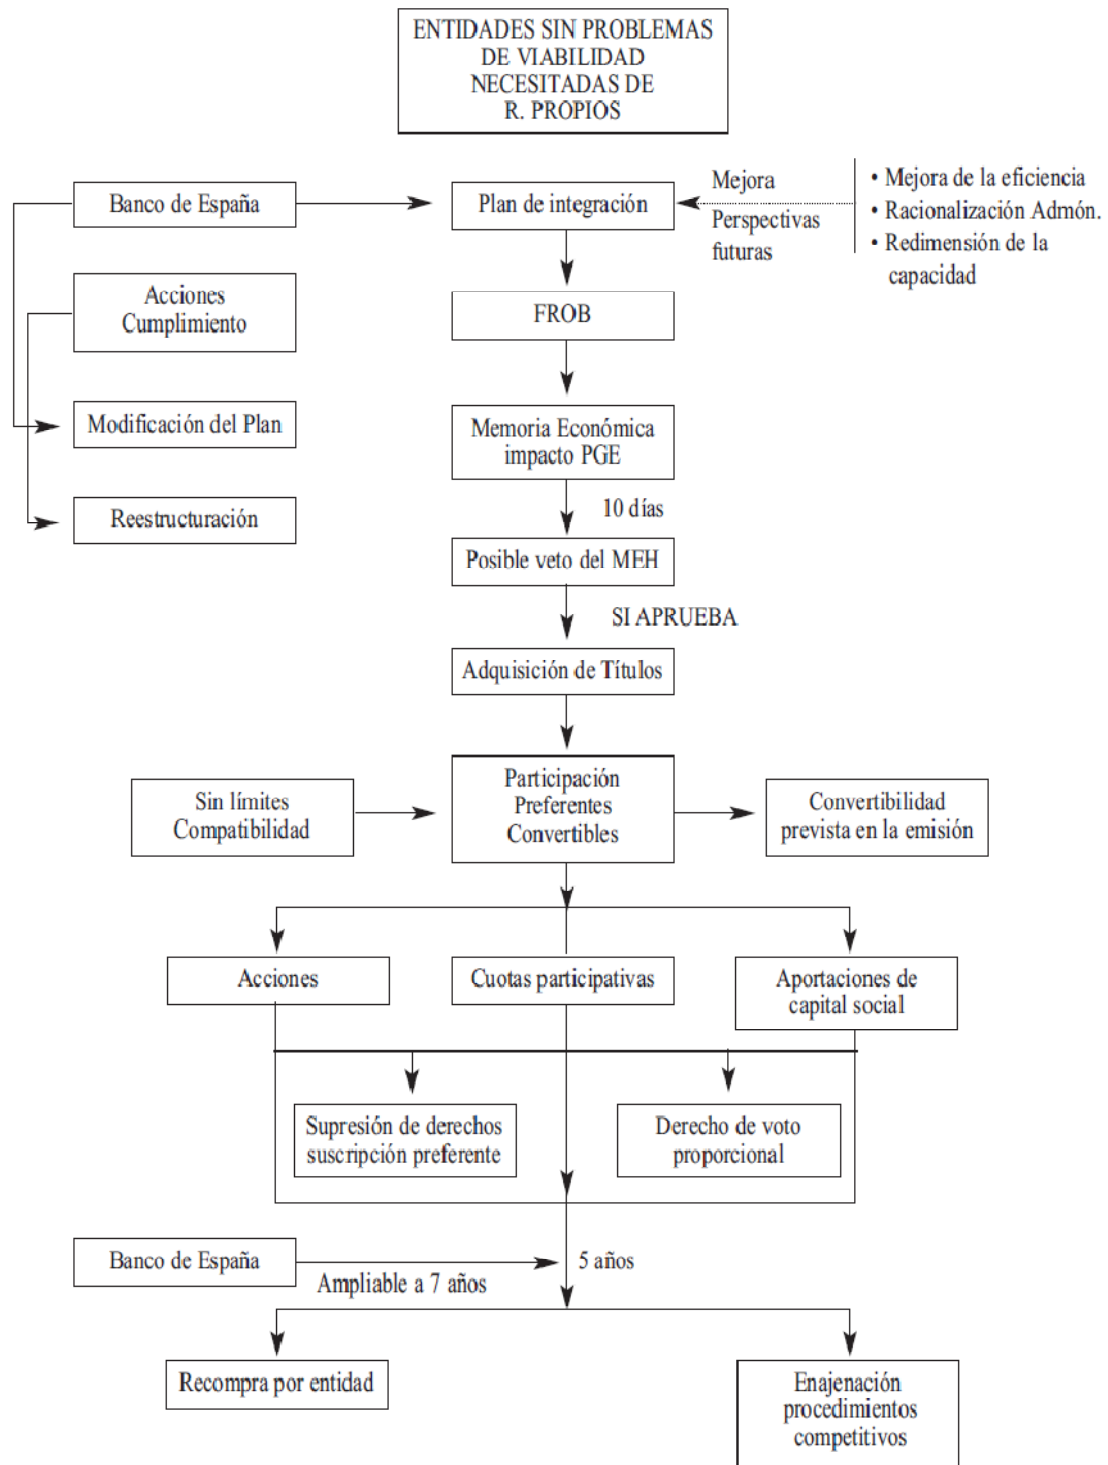 ENTIDADES SIN PROBLEMAS
DE VIABILIDAD
NECESITADAS DE
R. PROPIOS
Banco de España
Plan de integración
Mejora
Perspectivas
futuras
• Mejora de la eficiencia
• Racionalización Admón.
• Redimensión de la
capacidad
Acciones
Cumplimiento
FROB
Modificación del Plan
Memoria Económica
impacto PGE
Reestructuración
10 días
Posible veto del MEH
SI APRUEBA
Adquisición de Títulos
Sin límites
Compatibilidad
Participación
Preferentes
Convertibles
Convertibilidad
prevista en la emisión
Acciones
Cuotas participativas
Aportaciones de
capital social
Supresión de derechos
suscripción preferente
Derecho de voto
proporcional
Banco de España
Ampliable a 7 años
5 años
Recompra por entidad
Enajenación
procedimientos
competitivos